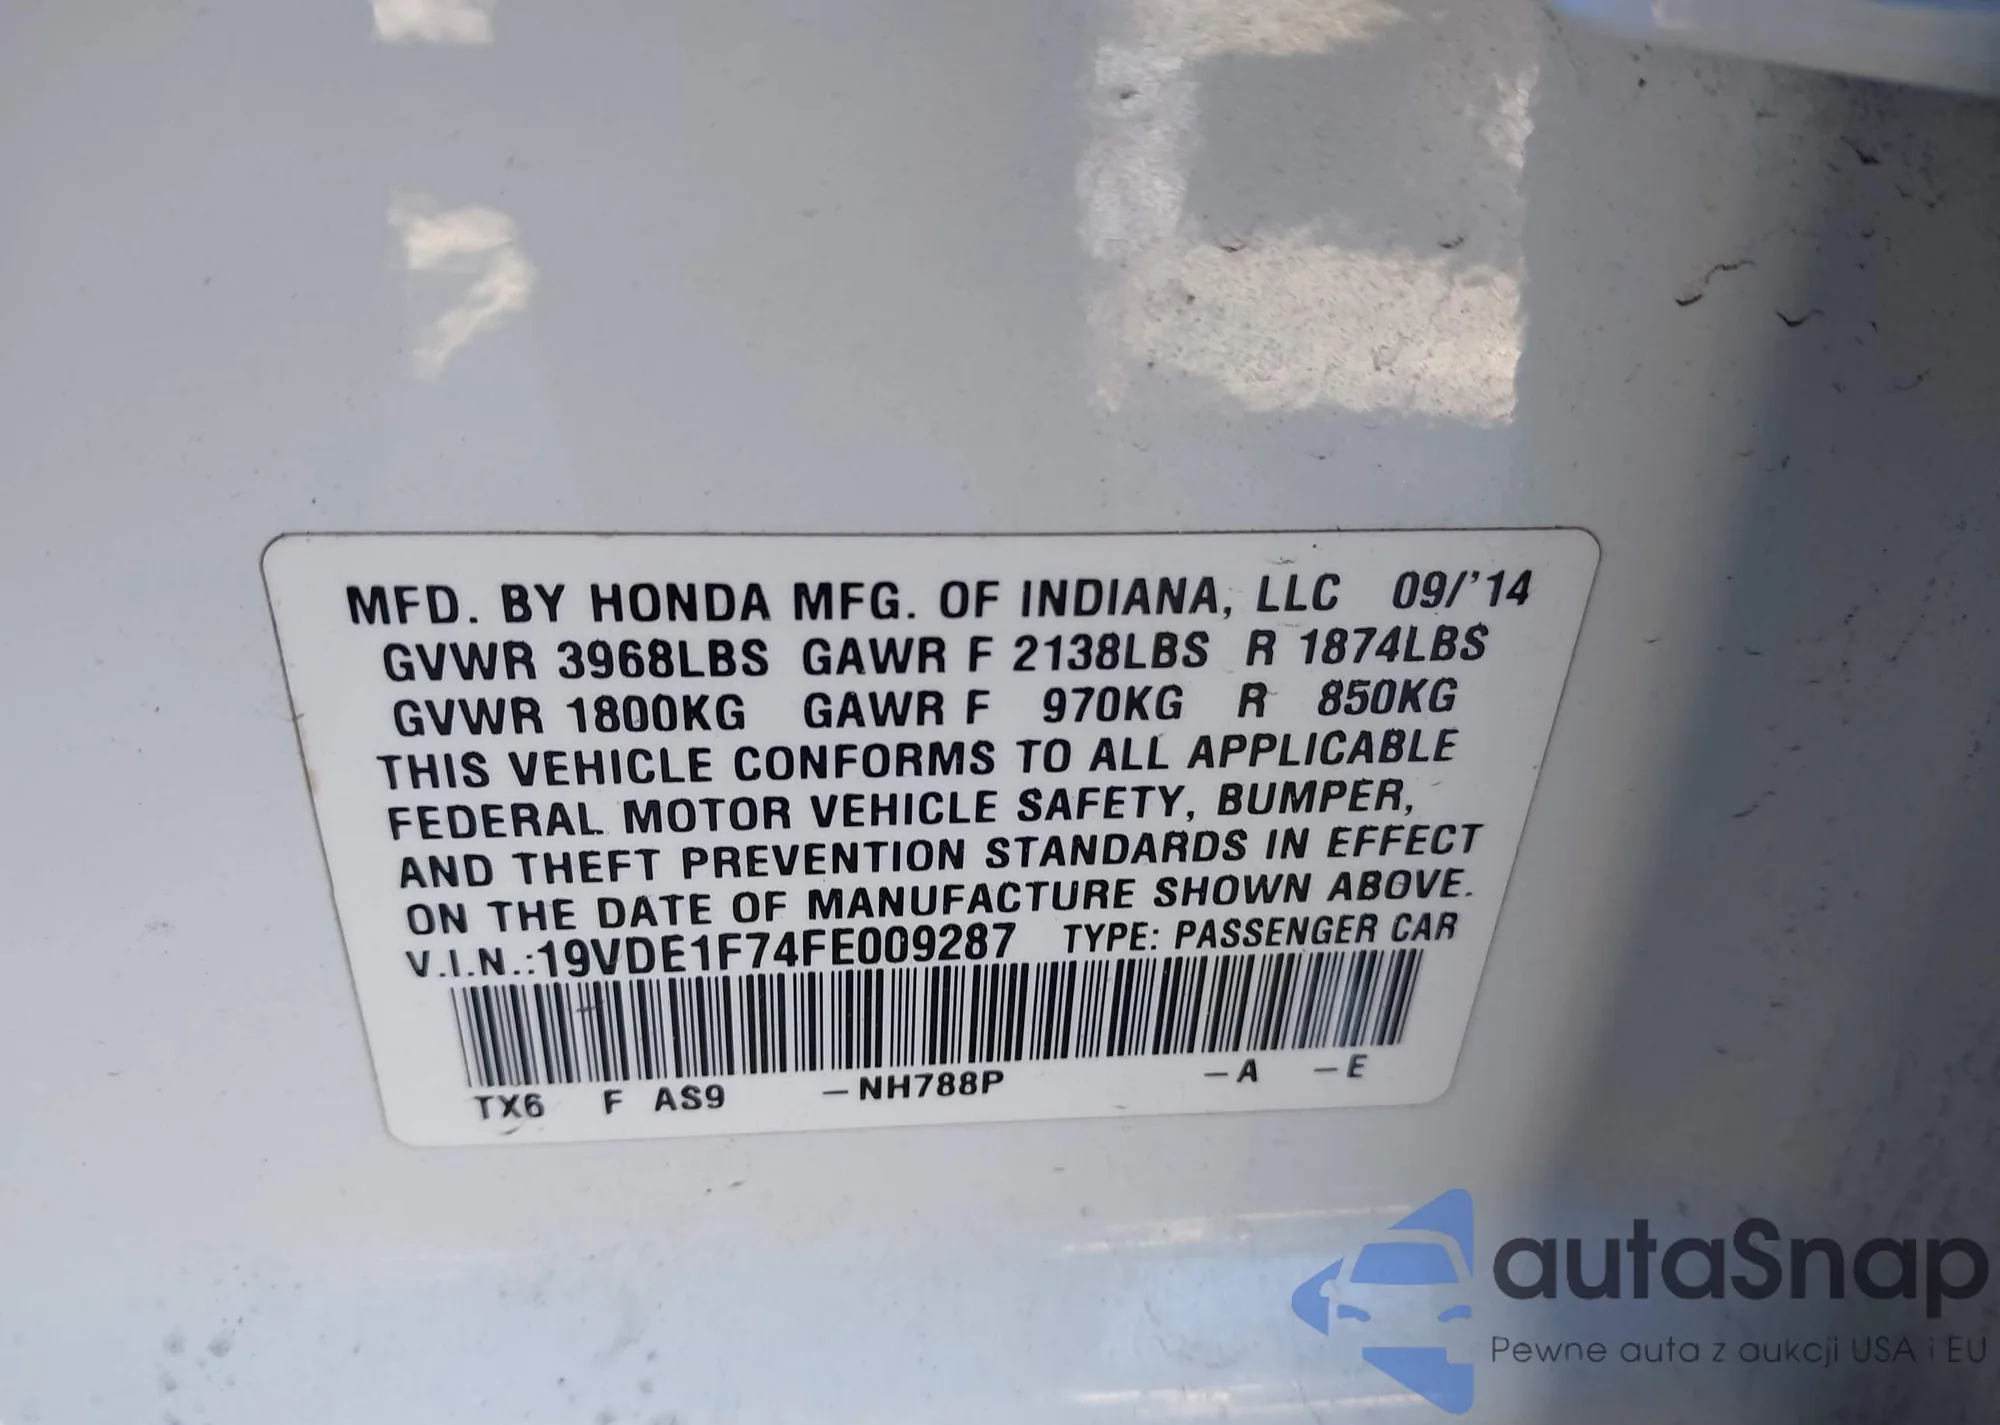 MFD. BY HONDA MFG. OF INDIANA, LLC 09/'14
GVWR 3968LBS GAWR F 2138LBS R 1874LBS
GVWR 1800KG GAWR F 970KG R 850KG
THIS VEHICLE CONFORMS TO ALL APPLICABLE
FEDERAL MOTOR VEHICLE SAFETY, BUMPER,
AND THEFT PREVENTION STANDARDS IN EFFECT
ON THE DATE OF MANUFACTURE SHOWN ABOVE.
V.I.N.:19VDE1F74FE009287 TYPE: PASSENGER CAR
TX6 F AS9 –NH788P –A –E
autaSnap
Pewne auta z aukcji USA i EU